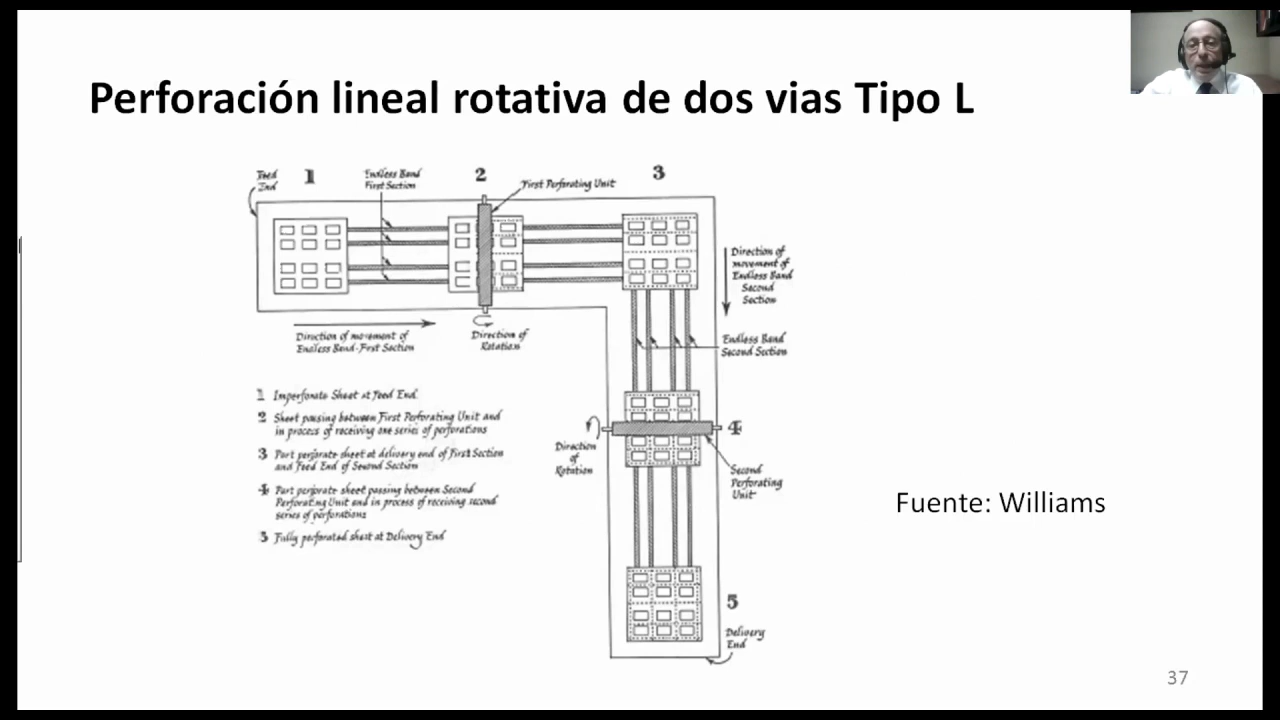 Perforación lineal rotativa de dos vias Tipo L
Feed
End
1
Endless Band
First Section
2
First Perforating Unit
3
Direction of
movement of
Endless Band
Second
Section
Direction of movement of
Endless Band-First Section
Direction of
Rotation
Endless Band
Second Section
1 Imperforate Sheet at Feed End
2 Sheet passing between First Perforating Unit and
in process of receiving one series of perforations
3 Part perforate sheet at delivery end of First Section
and Feed End of Second Section
4 Part perforate sheet passing between Second
Perforating Unit and in process of receiving second
series of perforations
5 Fully perforated sheet at Delivery End
Direction
of
Rotation
4
Second
Perforating
Unit
5
Delivery
End
Fuente: Williams
37